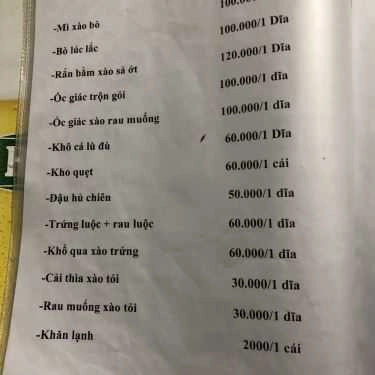 -Mì xào bò 100.000
-Bò lúc lắc 100.000/1 Dĩa
-Rắn bằm xào sả ớt 120.000/1 Dĩa
-Ốc giác trộn gỏi 100.000/1 dĩa
-Ốc giác xào rau muống 100.000/1 dĩa
-Khô cá lù đù 60.000/1 Dĩa
-Kho quẹt 60.000/1 cái
-Đậu hủ chiên 50.000/1 dĩa
-Trứng luộc + rau luộc 60.000/1 dĩa
-Khổ qua xào trứng 60.000/1 dĩa
-Cải thìa xào tỏi 30.000/1 dĩa
-Rau muống xào tỏi 30.000/1 dĩa
-Khăn lạnh 2000/1 cái